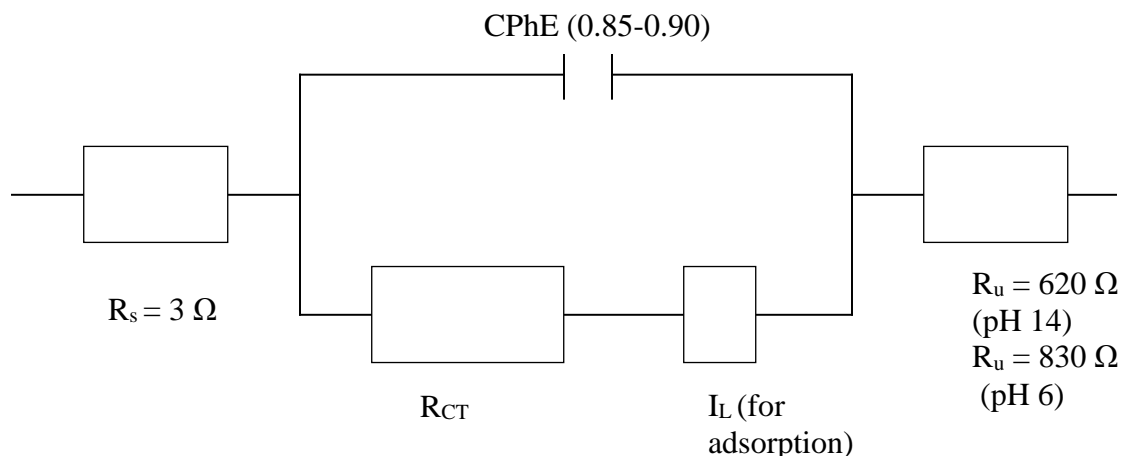 CPhE (0.85-0.90)
Rs = 3 Ω
RCT
IL (for
adsorption)
Ru = 620 Ω
(pH 14)
Ru = 830 Ω
(pH 6)